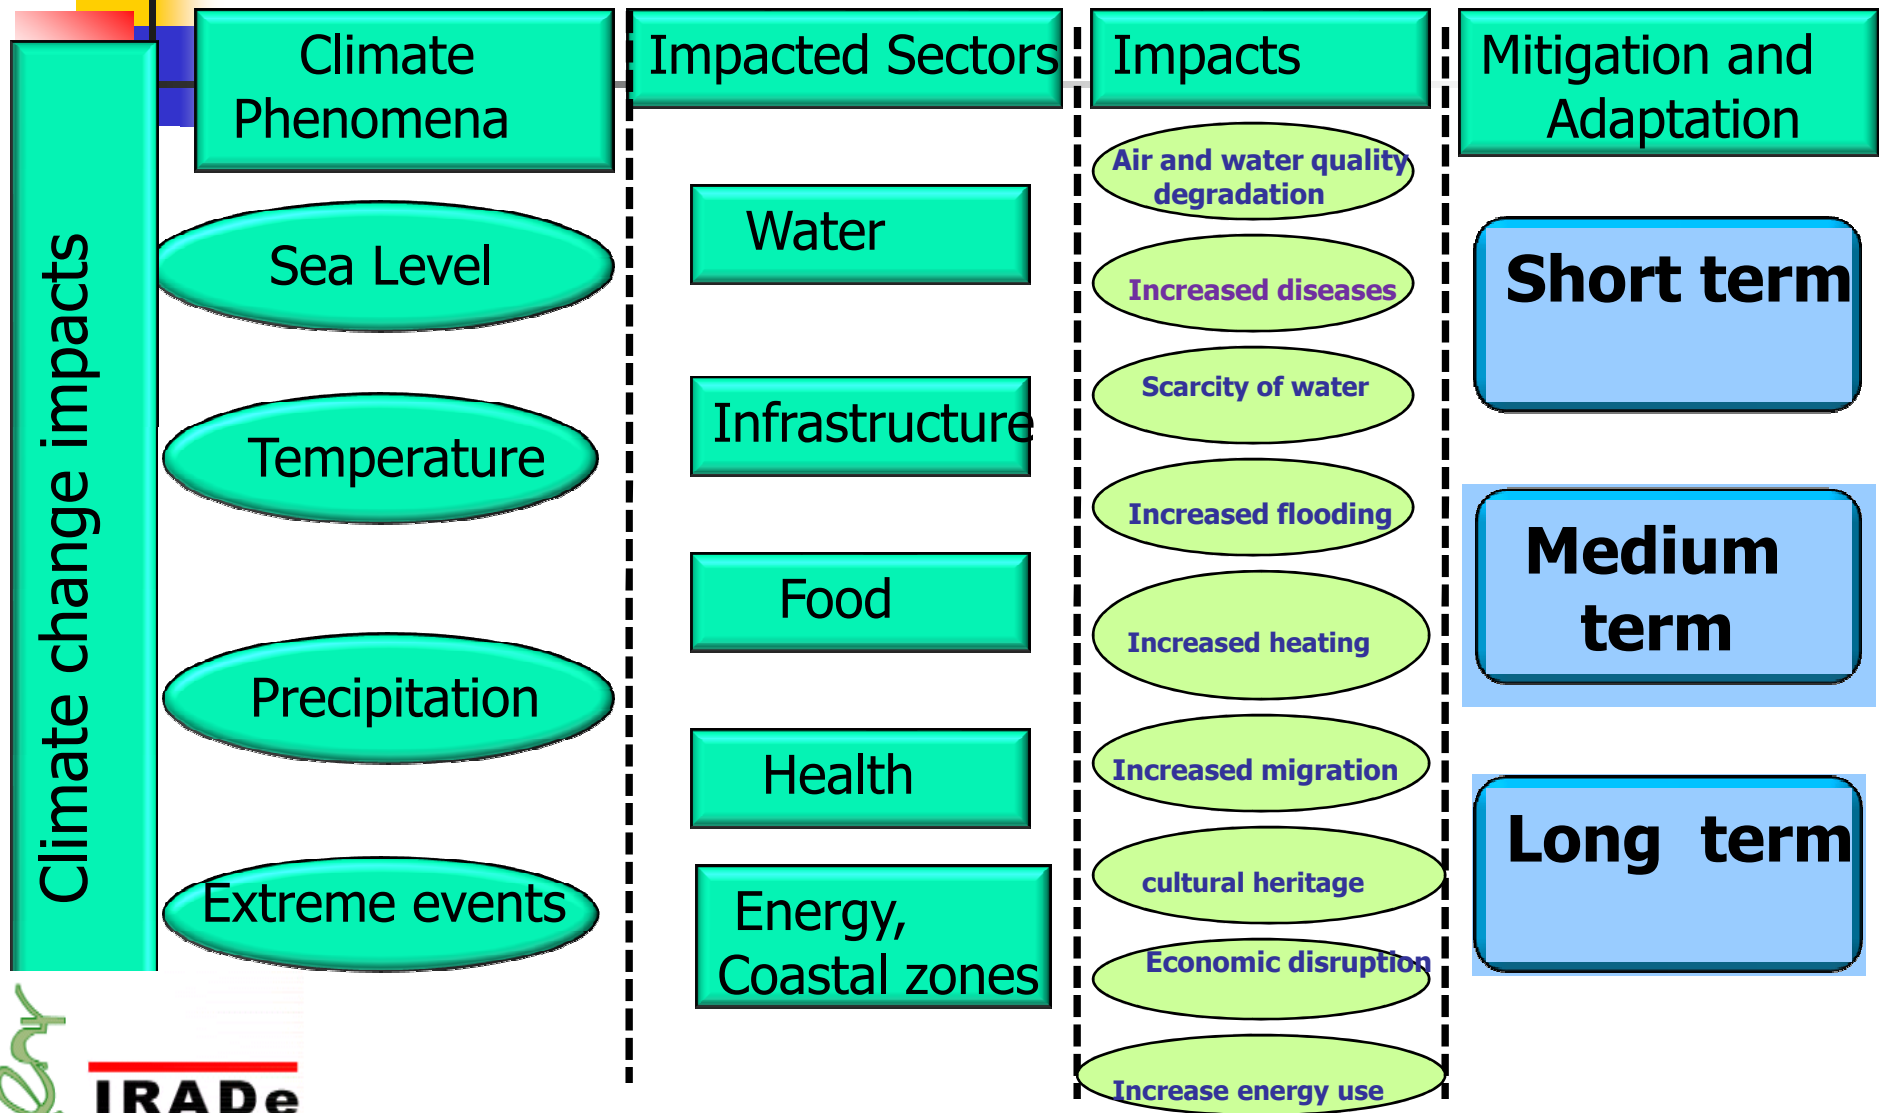 Climate change impacts
Climate
Phenomena
Sea Level
Temperature
Precipitation
Extreme events
Impacted Sectors
Water
Infrastructure
Food
Health
Energy,
Coastal zones
Impacts
Air and water quality
degradation
Increased diseases
Scarcity of water
Increased flooding
Increased heating
Increased migration
cultural heritage
Economic disruption
Increase energy use
Mitigation and
Adaptation
Short term
Medium
term
Long term
IRADe